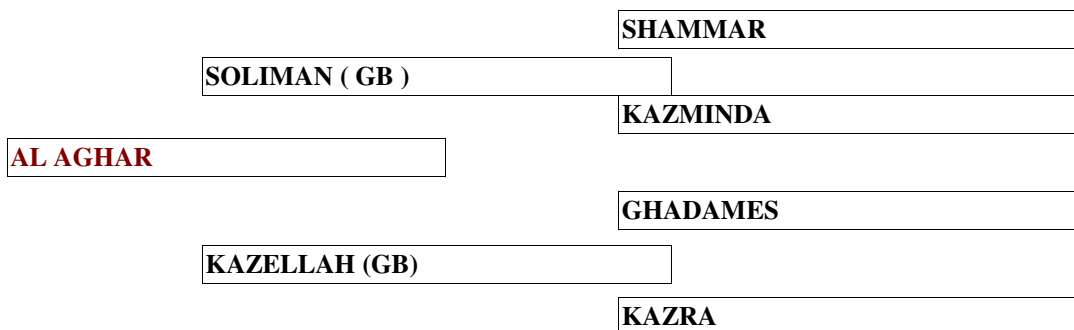 SHAMMAR
SOLIMAN ( GB )
KAZMINDA
AL AGHAR
GHADAMES
KAZELLAH (GB)
KAZRA